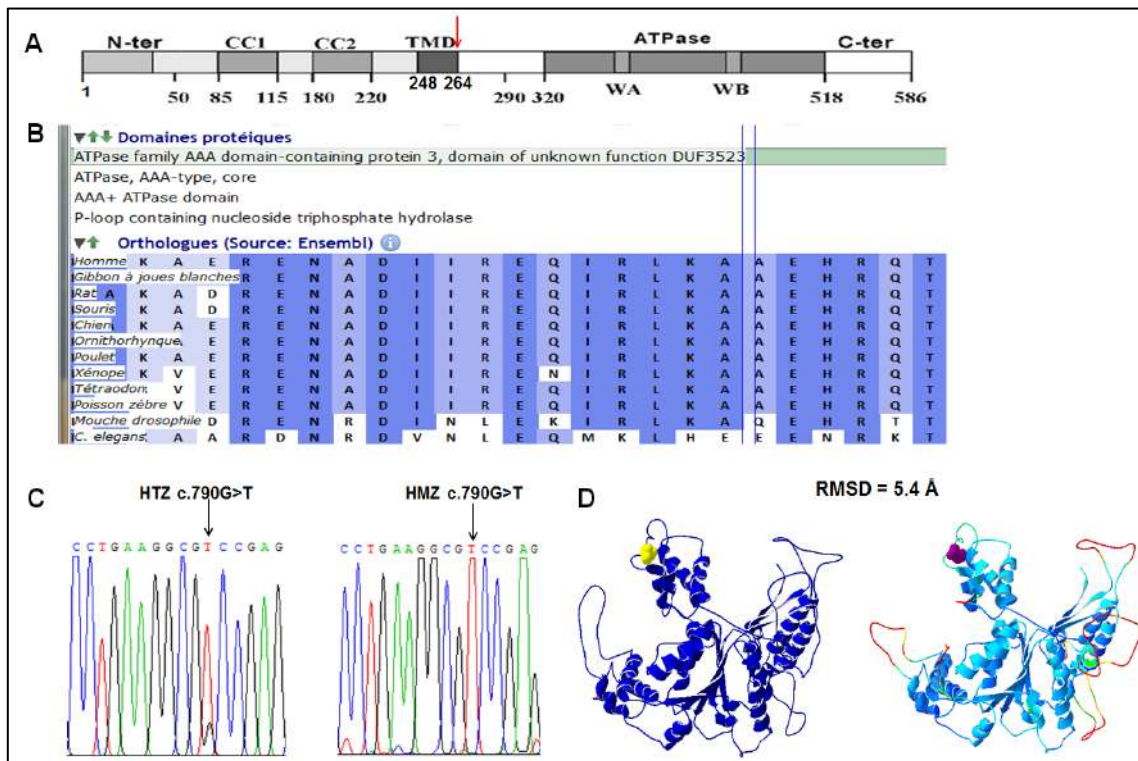 A
N-ter CC1 CC2 TMD ATPase C-ter
1 50 85 115 180 220 248 264 290 320 WA WB 518 586
B
Domaines protéiques
ATPase family AAA domain-containing protein 3, domain of unknown function DUF3523
ATPase, AAA-type, core
AAA+ ATPase domain
P-loop containing nucleoside triphosphate hydrolase
Orthologues (Source: Ensembl) i
Homme K A E R E N A D I I R E Q I R L K A A E H R Q T
Gibbon à joues blanches R E N A D I I R E Q I R L K A A E H R Q T
Rat A K A D R E N A D I I R E Q I R L K A A E H R Q T
Souris K A D R E N A D I I R E Q I R L K A A E H R Q T
Chien K A E R E N A D I I R E Q I R L K A A E H R Q T
Ornithorhynque E R E N A D I I R E Q I R L K A A E H R Q T
Poulet K A E R E N A D I I R E Q I R L K A A E H R Q T
Xénope K V E R E N A D I I R E N I R L K A A E H R Q T
Tétraodon V E R E N A D I I R E Q I R L K A A E H R Q T
Poisson zèbre V E R E N A D I I R E Q I R L K A A E H R Q T
Mouche drosophile D R E N R D I N L E K I R L K A Q E H R T T
C. elegans A A R D N R D V N L E Q M K L H E E E N R K T
C
HTZ c.790G>T
C C T G A A G G C G T C C G A G
HMZ c.790G>T
C C T G A A G G C G T C C G A G
D
RMSD = 5.4 Å